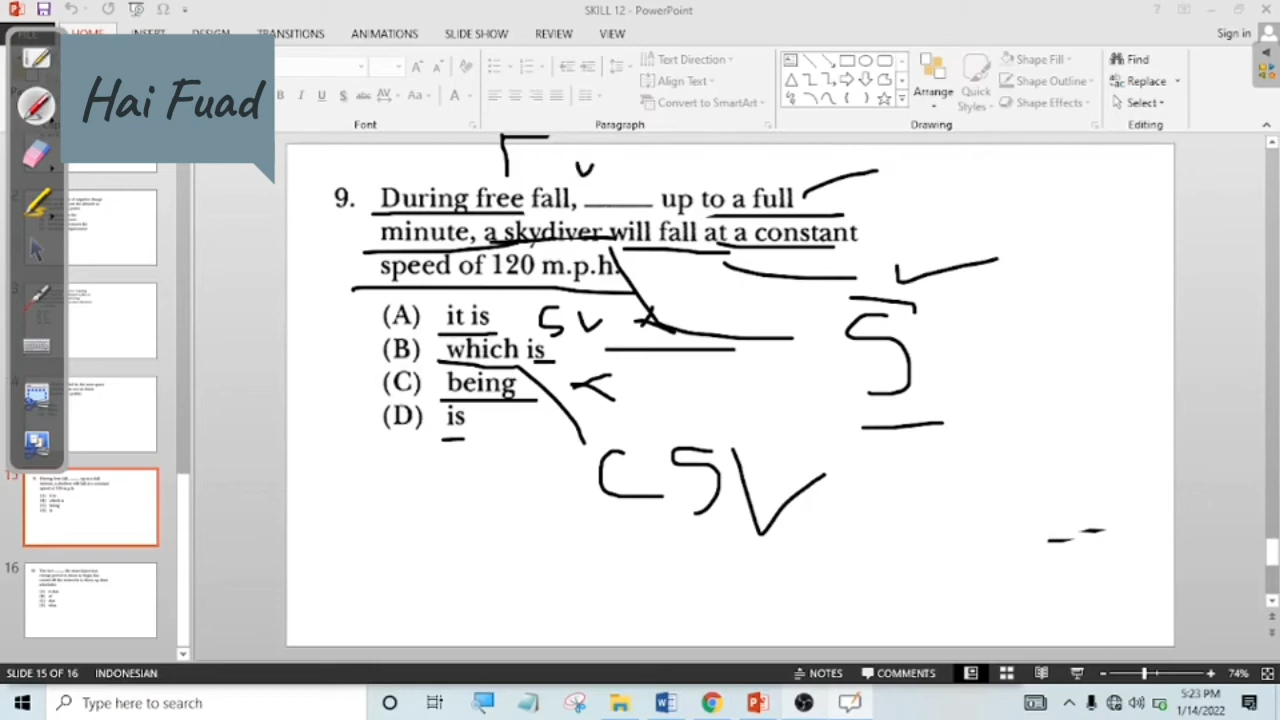 SKILL 12 - PowerPoint
Sign in
FILE
HOME
INSERT
DESIGN
TRANSITIONS
ANIMATIONS
SLIDE SHOW
REVIEW
VIEW
Hai Fuad
Text Direction
Align Text
Convert to SmartArt
Arrange
Quick
Styles
Shape Fill
Shape Outline
Shape Effects
Find
Replace
Select
Font
Paragraph
Drawing
Editing
9. During free fall, ______ up to a full
minute, a skydiver will fall at a constant
speed of 120 m.p.h.
(A) it is
S V
(B) which is
(C) being
(D) is
S
C S V
15
16
SLIDE 15 OF 16
INDONESIAN
NOTES
COMMENTS
74%
Type here to search
5:23 PM
1/14/2022